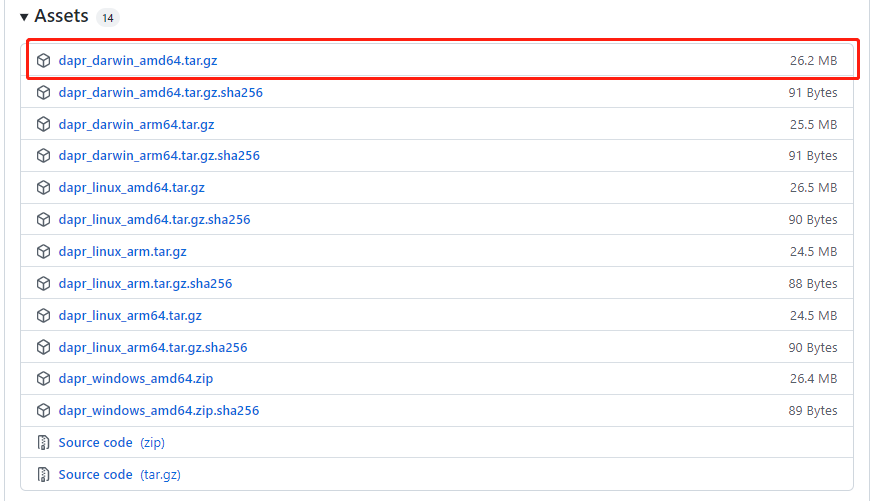 Assets 14
dapr_darwin_amd64.tar.gz 26.2 MB
dapr_darwin_amd64.tar.gz.sha256 91 Bytes
dapr_darwin_arm64.tar.gz 25.5 MB
dapr_darwin_arm64.tar.gz.sha256 91 Bytes
dapr_linux_amd64.tar.gz 26.5 MB
dapr_linux_amd64.tar.gz.sha256 90 Bytes
dapr_linux_arm.tar.gz 24.5 MB
dapr_linux_arm.tar.gz.sha256 88 Bytes
dapr_linux_arm64.tar.gz 24.5 MB
dapr_linux_arm64.tar.gz.sha256 90 Bytes
dapr_windows_amd64.zip 26.4 MB
dapr_windows_amd64.zip.sha256 89 Bytes
Source code (zip)
Source code (tar.gz)